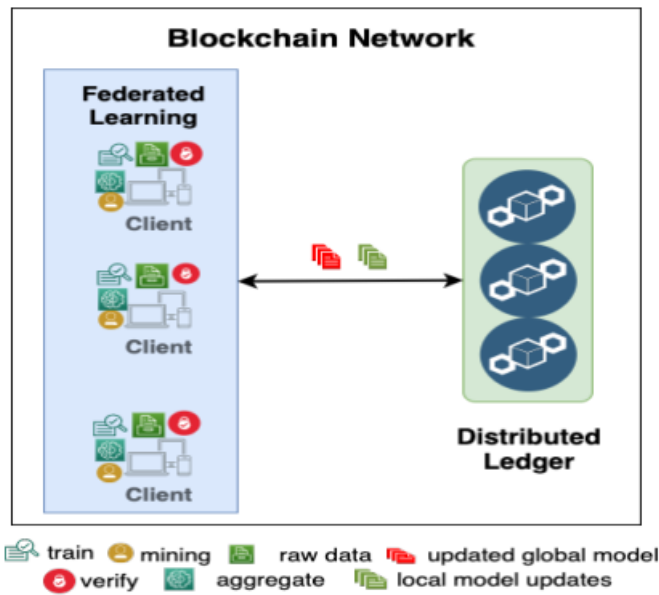 Blockchain Network
Federated
Learning
Client
Client
Client
Distributed
Ledger
train mining raw data updated global model
verify aggregate local model updates